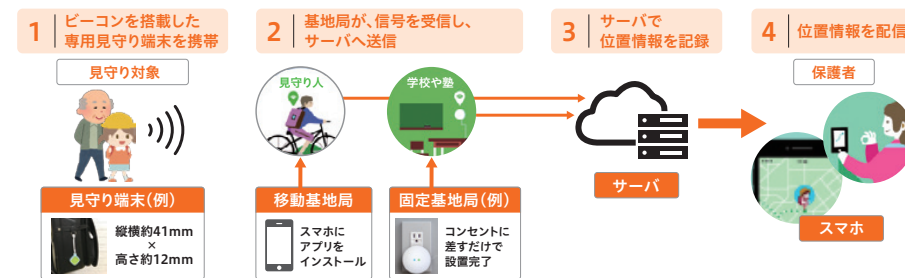 1
ビーコンを搭載した
専用見守り端末を携帯
見守り対象
見守り端末(例)
縦横約41mm
×
高さ約12mm
2
基地局が、信号を受信し、
サーバへ送信
見守り人
学校や塾
移動基地局
スマホに
アプリを
インストール
固定基地局(例)
コンセントに
差すだけで
設置完了
3
サーバで
位置情報を記録
サーバ
4
位置情報を配信
保護者
スマホ